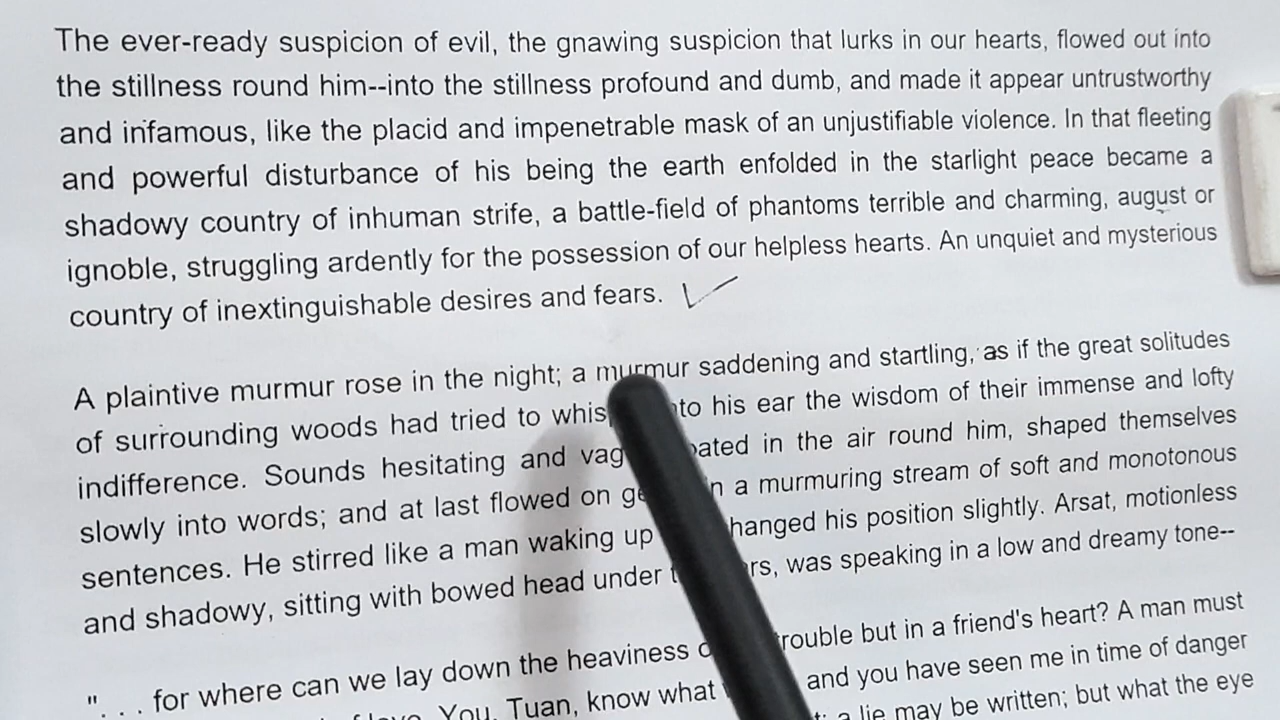 The ever-ready suspicion of evil, the gnawing suspicion that lurks in our hearts, flowed out into
the stillness round him--into the stillness profound and dumb, and made it appear untrustworthy
and infamous, like the placid and impenetrable mask of an unjustifiable violence. In that fleeting
and powerful disturbance of his being the earth enfolded in the starlight peace became a
shadowy country of inhuman strife, a battle-field of phantoms terrible and charming, august or
ignoble, struggling ardently for the possession of our helpless hearts. An unquiet and mysterious
country of inextinguishable desires and fears.
A plaintive murmur rose in the night; a murmur saddening and startling, as if the great solitudes
of surrounding woods had tried to his ear the wisdom of their immense and lofty
indifference. Sounds hesitating and in the air round him, shaped themselves
slowly into words; and at last flowed on a murmuring stream of soft and monotonous
sentences. He stirred like a man waking up his position slightly. Arsat, motionless
and shadowy, sitting with bowed head under was speaking in a low and dreamy tone--
". . . for where can we lay down the heaviness trouble but in a friend's heart? A man must
You, Tuan, know what and you have seen me in time of danger
a lie may be written; but what the eye